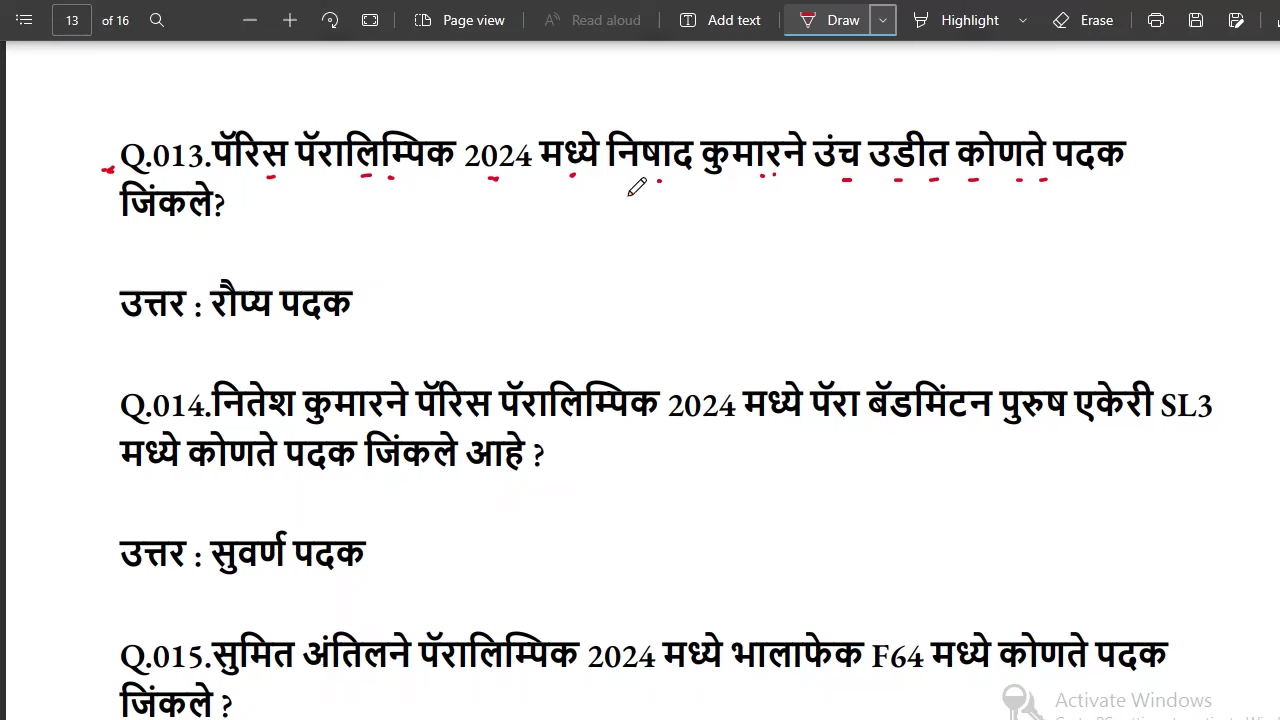 13 of 16 Page view Read aloud Add text Draw Highlight Erase
Q.013.पॅरिस पॅरालिम्पिक 2024 मध्ये निषाद कुमारने उंच उडीत कोणते पदक
जिंकले?
उत्तर : रौप्य पदक
Q.014.नितेश कुमारने पॅरिस पॅरालिम्पिक 2024 मध्ये पॅरा बॅडमिंटन पुरुष एकेरी SL3
मध्ये कोणते पदक जिंकले आहे ?
उत्तर : सुवर्ण पदक
Q.015.सुमित अंतिलने पॅरालिम्पिक 2024 मध्ये भालाफेक F64 मध्ये कोणते पदक
जिंकले ?
Activate Windows